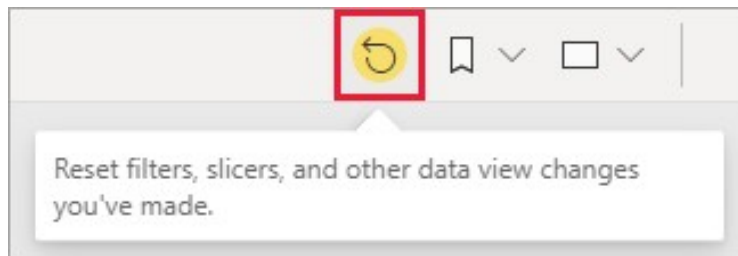 Reset filters, slicers, and other data view changes
you've made.